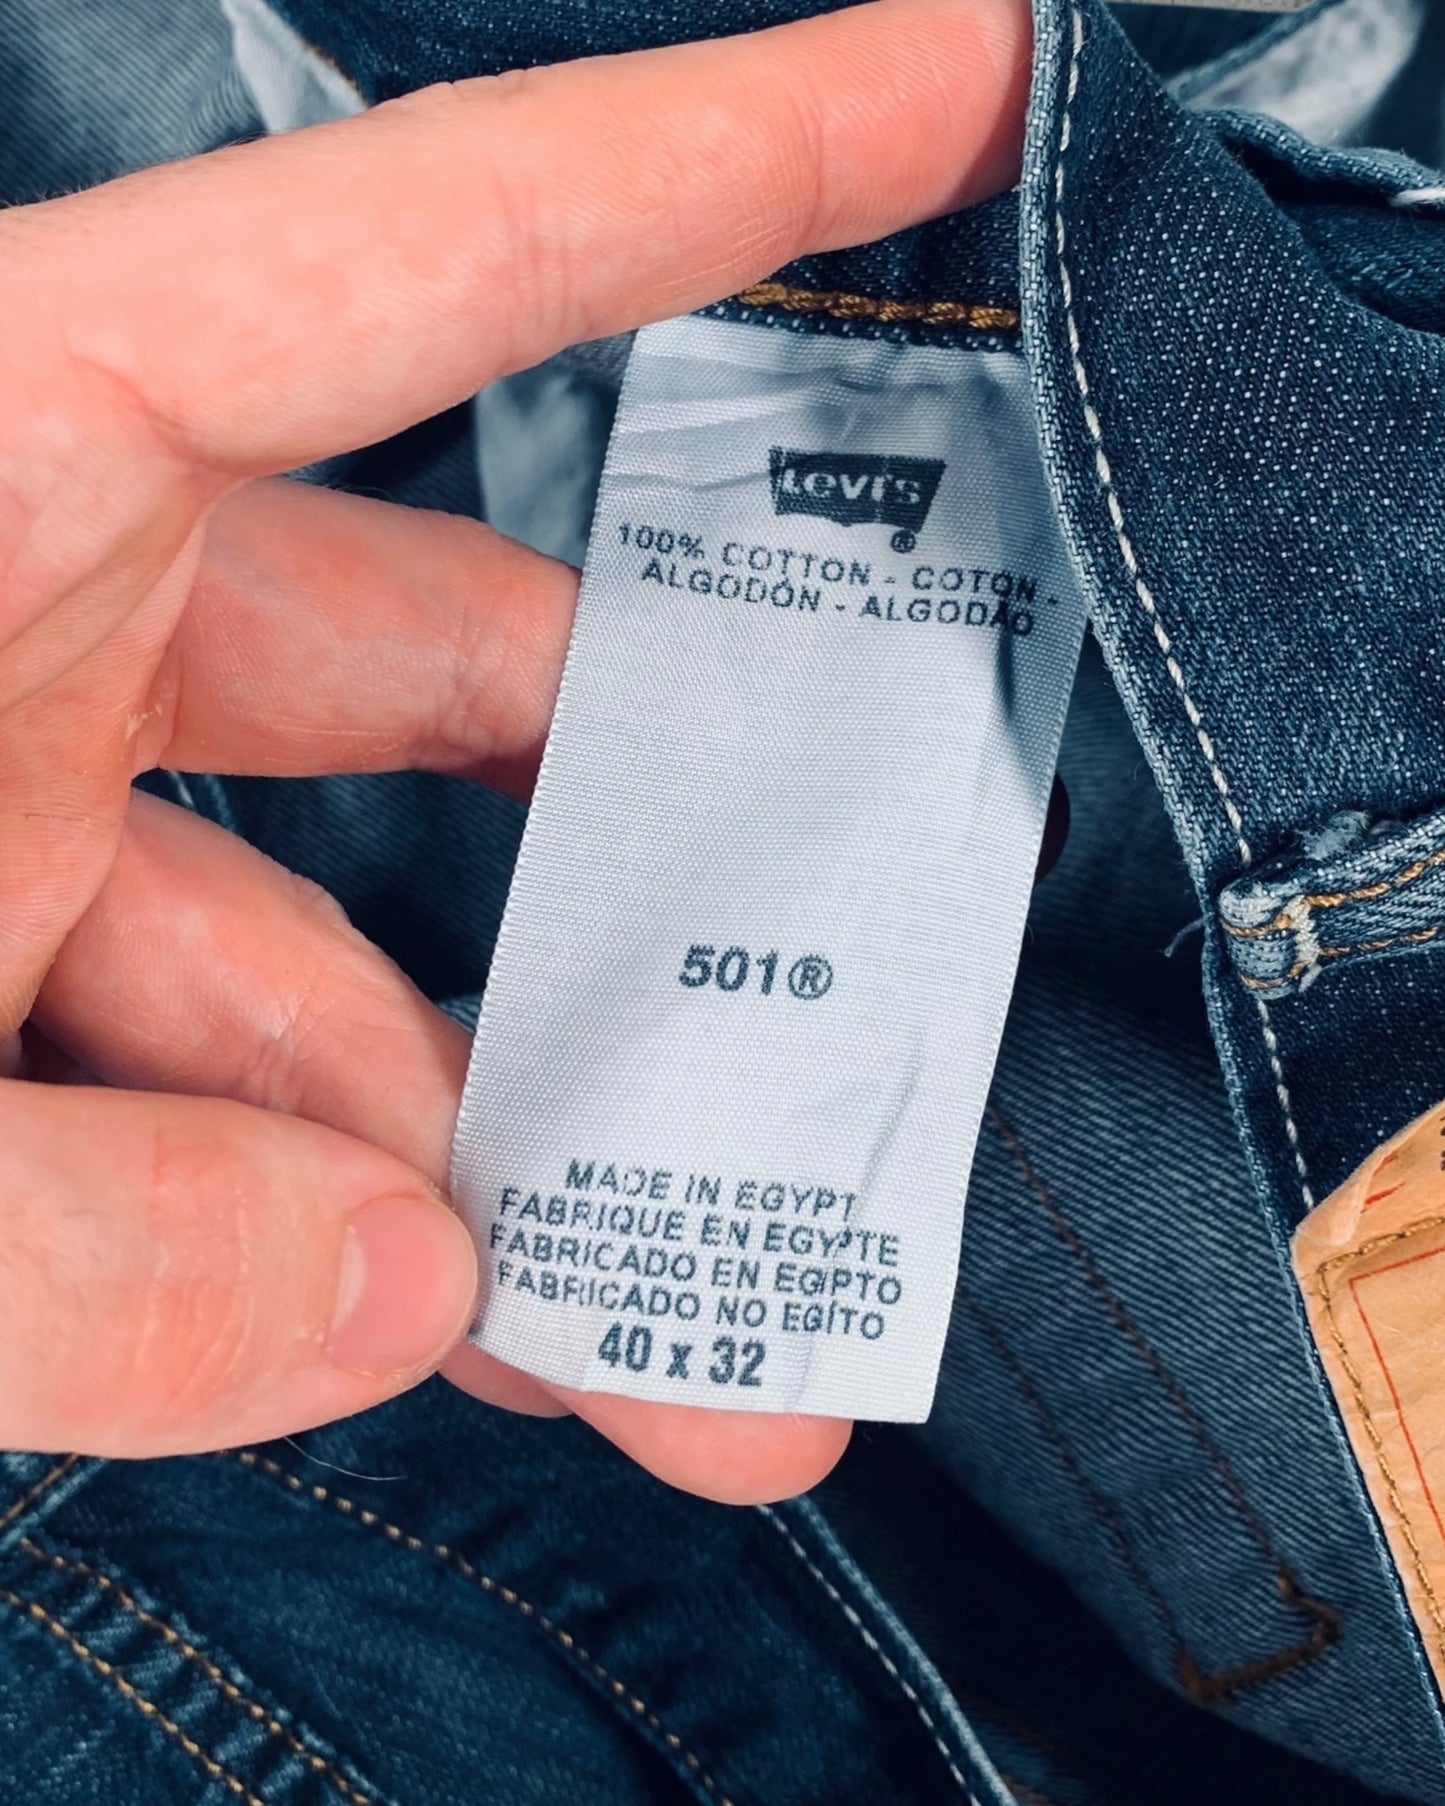 Levi's
®
100% COTTON - COTON -
ALGODÓN - ALGODÃO
501®
MADE IN EGYPT
FABRIQUE EN EGYPTE
FABRICADO EN EGIPTO
FABRICADO NO EGÍTO
40 x 32